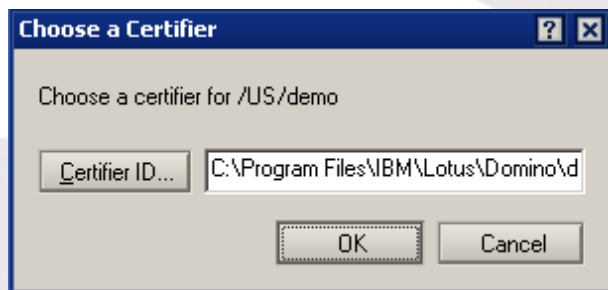 Choose a Certifier
Choose a certifier for /US/demo
Certifier ID... C:\Program Files\IBM\Lotus\Domino\d
OK Cancel